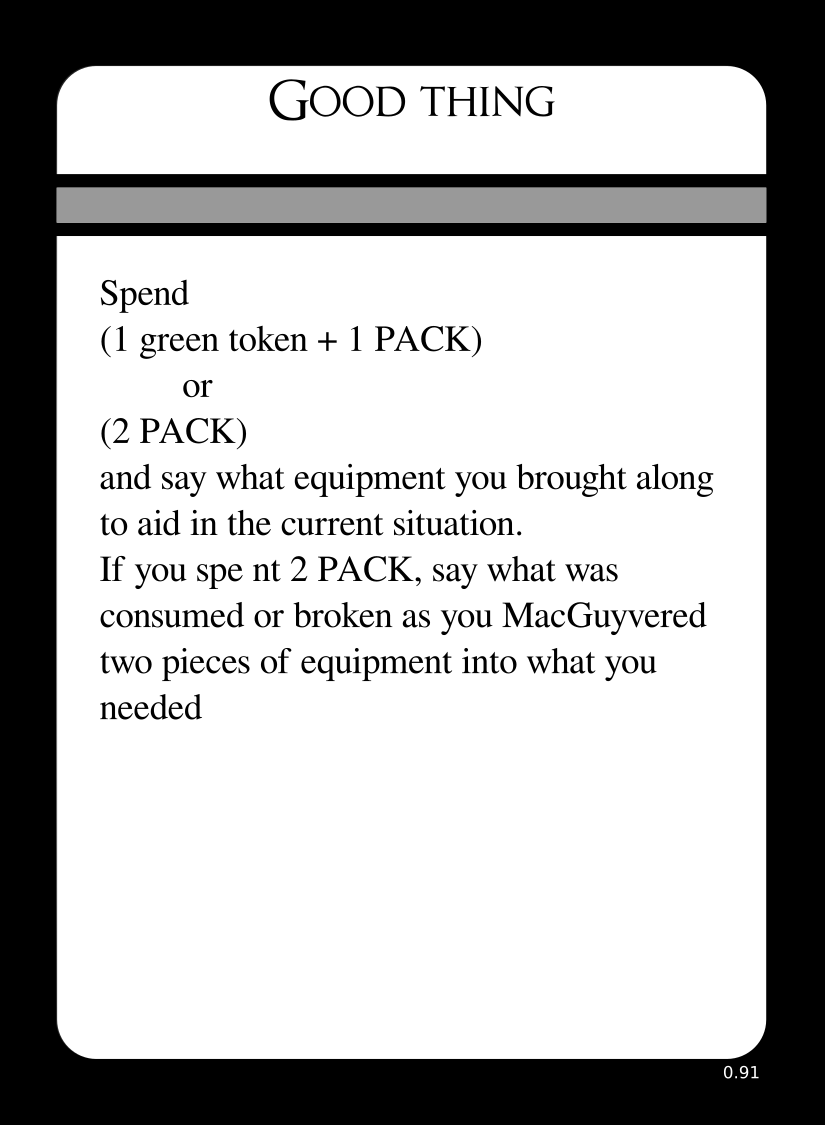 GOOD THING
Spend
(1 green token + 1 PACK)
or
(2 PACK)
and say what equipment you brought along
to aid in the current situation.
If you spe nt 2 PACK, say what was
consumed or broken as you MacGuyvered
two pieces of equipment into what you
needed
0.91